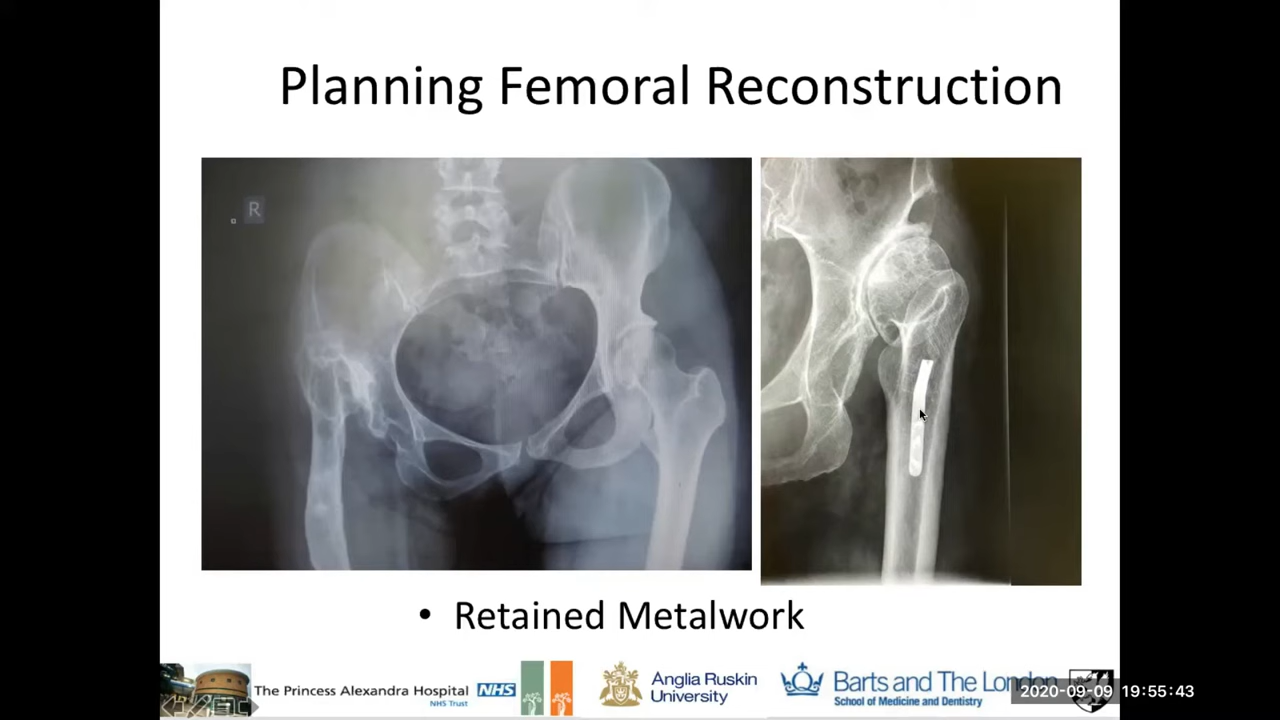 Planning Femoral Reconstruction
R
• Retained Metalwork
The Princess Alexandra Hospital NHS
NHS Trust
Anglia Ruskin
University
Barts and The London
School of Medicine and Dentistry
2020-09-09 19:55:43